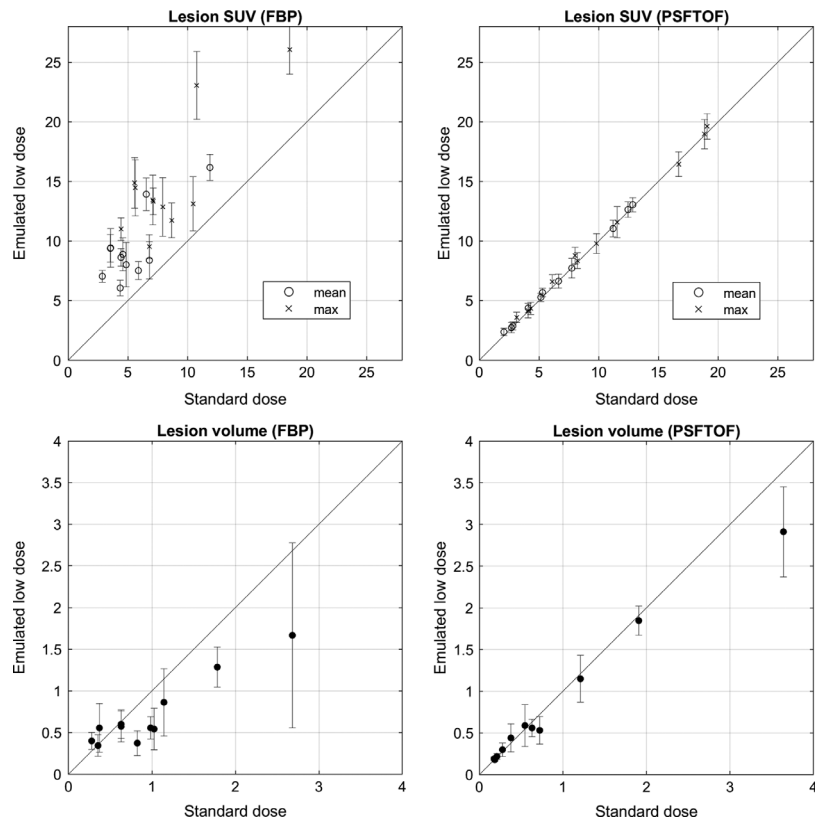 Lesion SUV (FBP)
Emulated low dose
25
20
15
10
5
0
mean
max
0 5 10 15 20 25
Standard dose
Lesion SUV (PSFTOF)
Emulated low dose
25
20
15
10
5
0
mean
max
0 5 10 15 20 25
Standard dose
Lesion volume (FBP)
Emulated low dose
4
3.5
3
2.5
2
1.5
1
0.5
0
0 1 2 3 4
Standard dose
Lesion volume (PSFTOF)
Emulated low dose
4
3.5
3
2.5
2
1.5
1
0.5
0
0 1 2 3 4
Standard dose